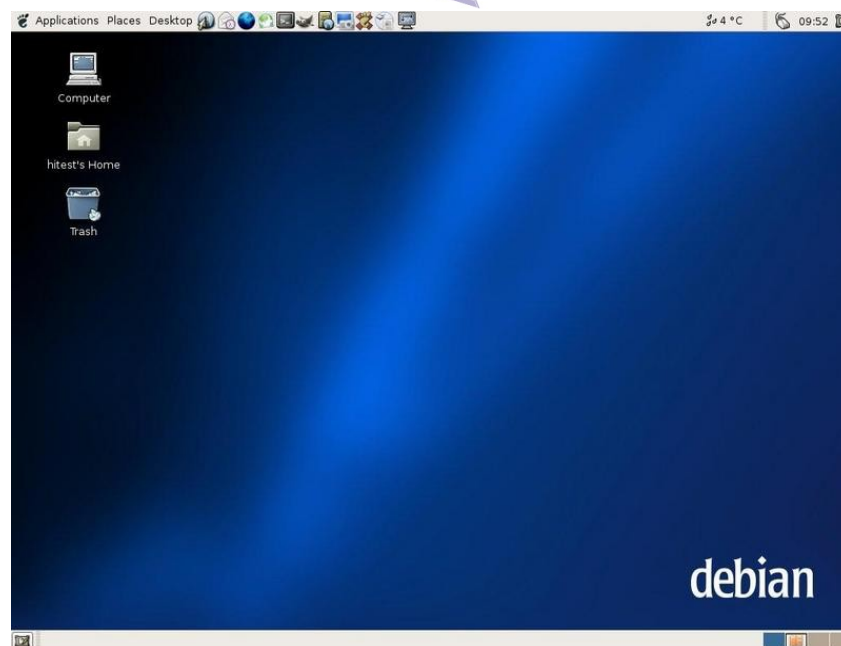 Applications Places Desktop 4 °C 09:52
Computer
hitest's Home
Trash
debian